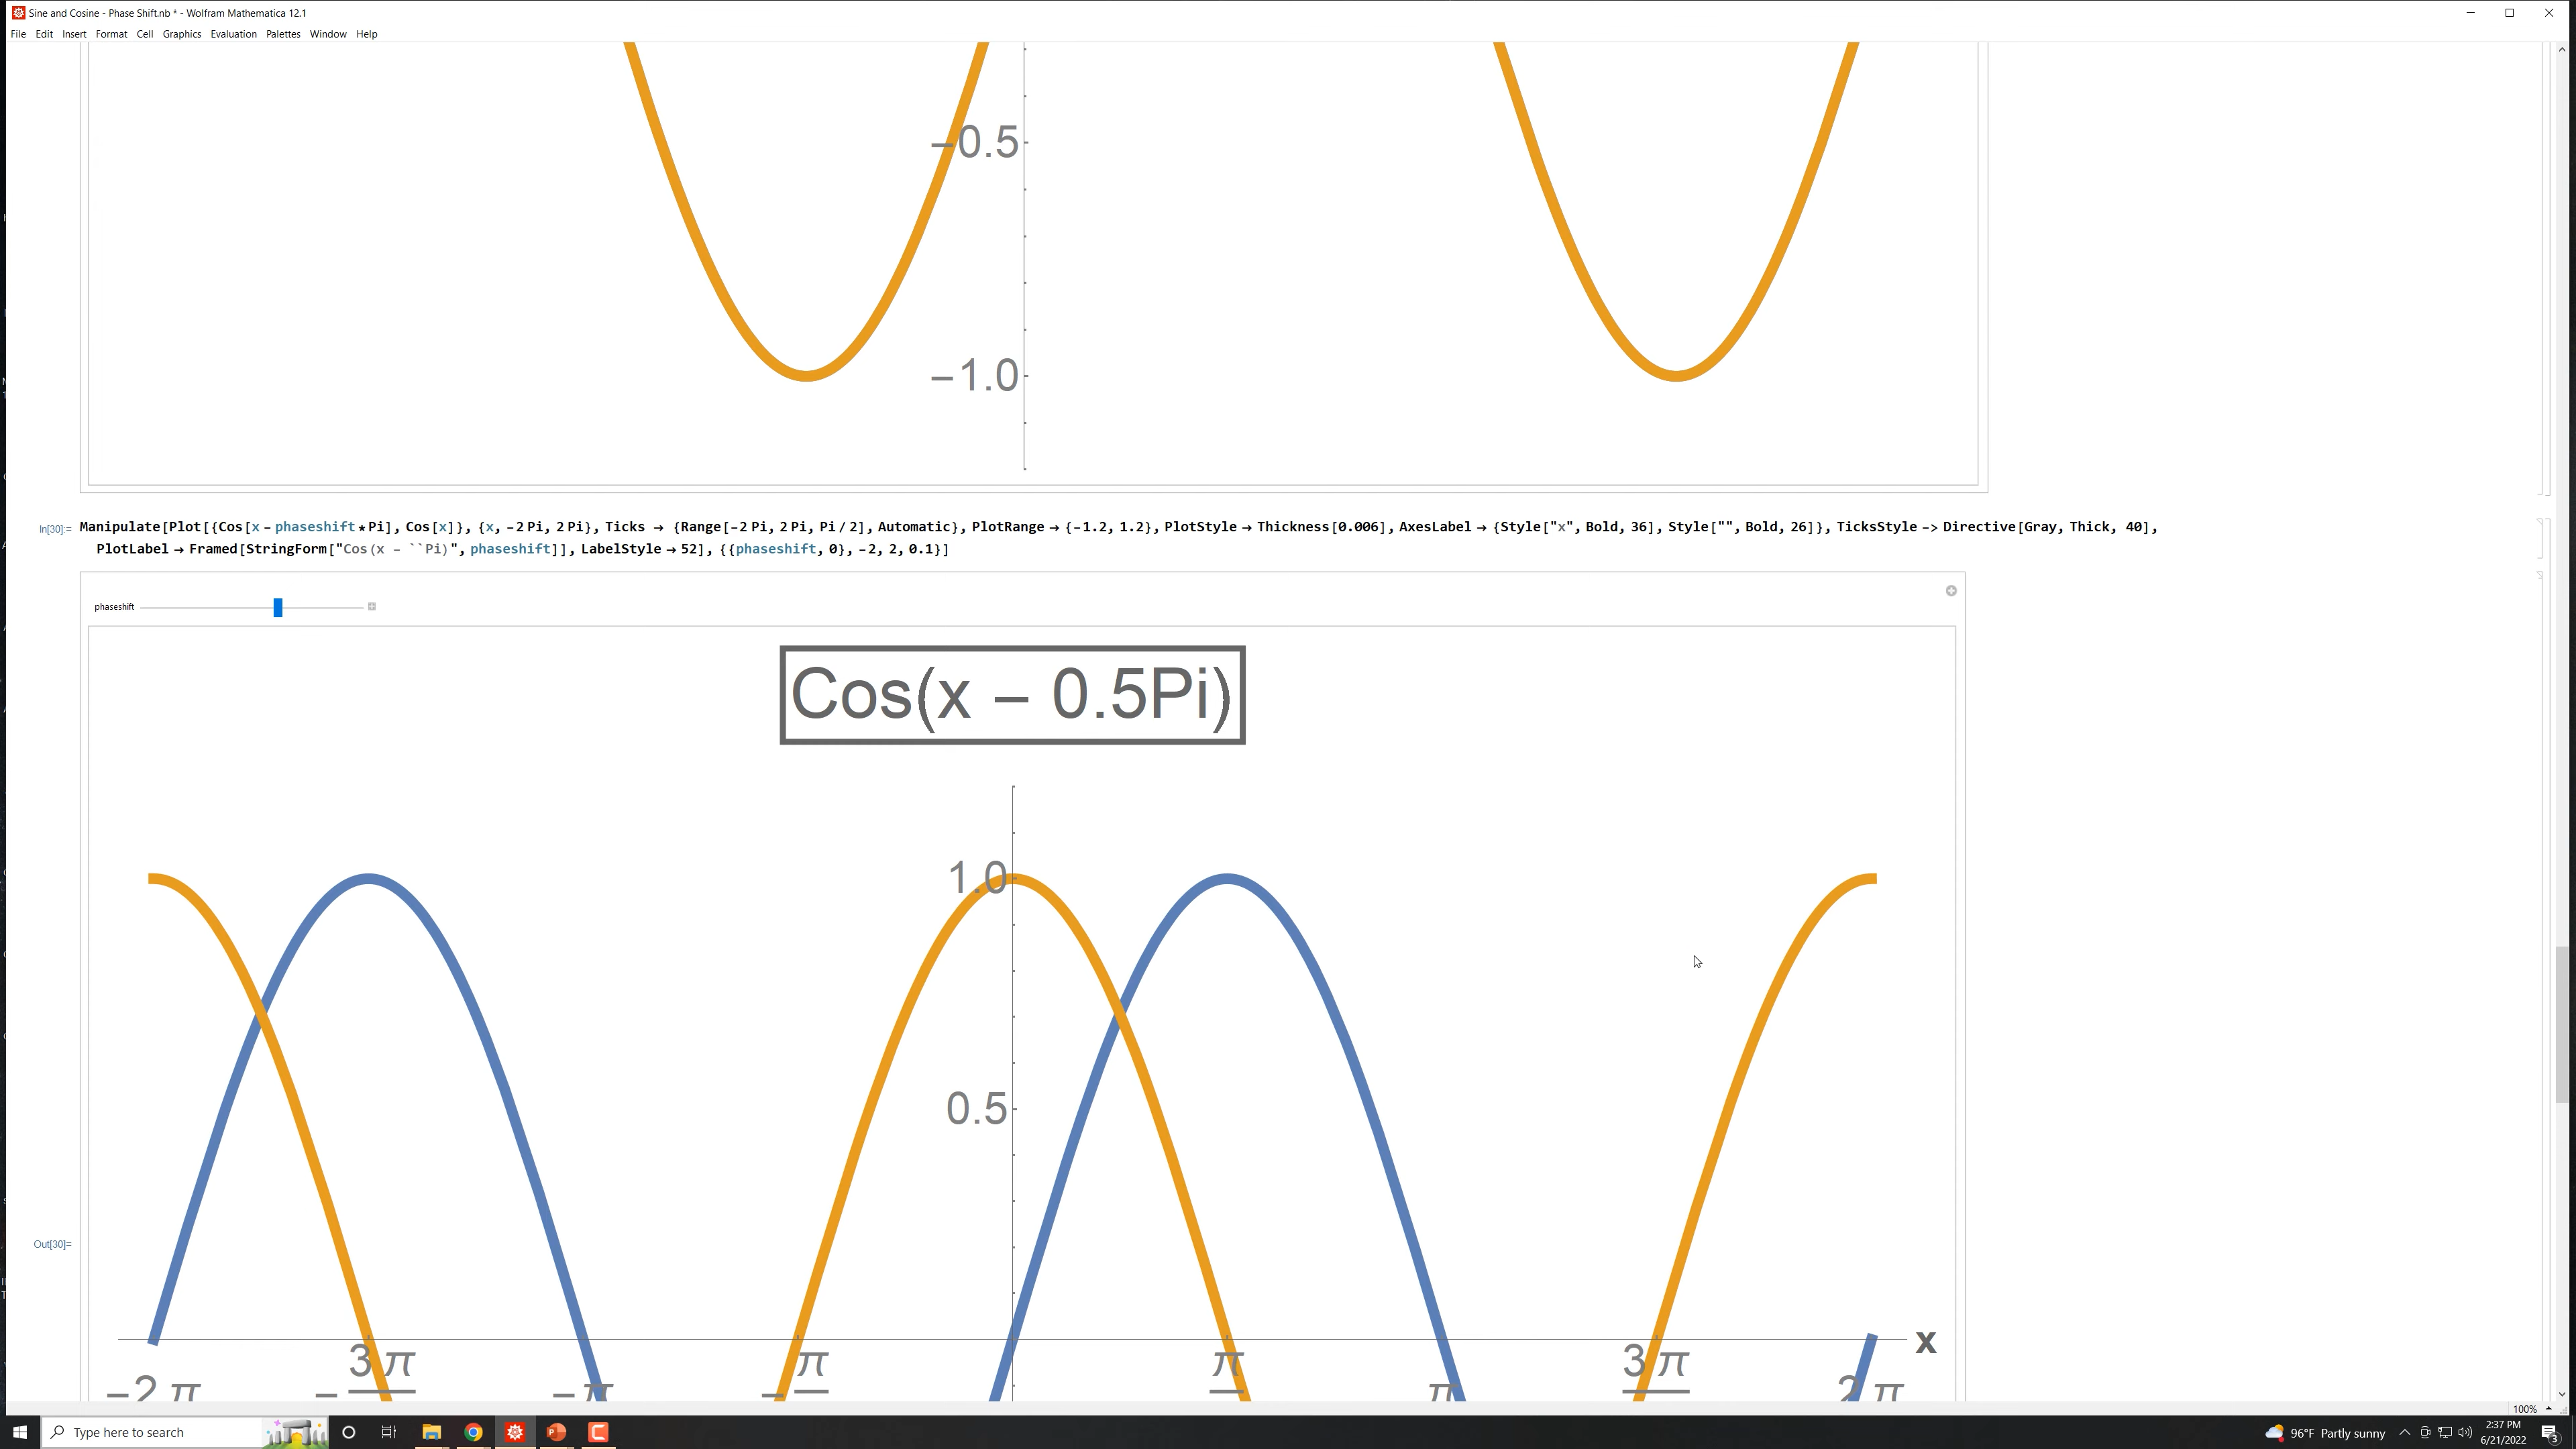 Sine and Cosine - Phase Shift.nb * - Wolfram Mathematica 12.1
File Edit Insert Format Cell Graphics Evaluation Palettes Window Help
−0.5
−1.0
In[30]:= Manipulate[Plot[{Cos[x - phaseshift * Pi], Cos[x]}, {x, -2 Pi, 2 Pi}, Ticks → {Range[-2 Pi, 2 Pi, Pi / 2], Automatic}, PlotRange → {-1.2, 1.2}, PlotStyle → Thickness[0.006], AxesLabel → {Style["x", Bold, 36], Style["", Bold, 26]}, TicksStyle -> Directive[Gray, Thick, 40],
PlotLabel → Framed[StringForm["Cos(x - ``Pi)", phaseshift]], LabelStyle → 52], {{phaseshift, 0}, -2, 2, 0.1}]
phaseshift
Cos(x − 0.5Pi)
1.0
0.5
Out[30]=
x
−2 π − 3 π −π − π π π 3 π 2 π
100%
Type here to search
96°F Partly sunny
2:37 PM
6/21/2022
3